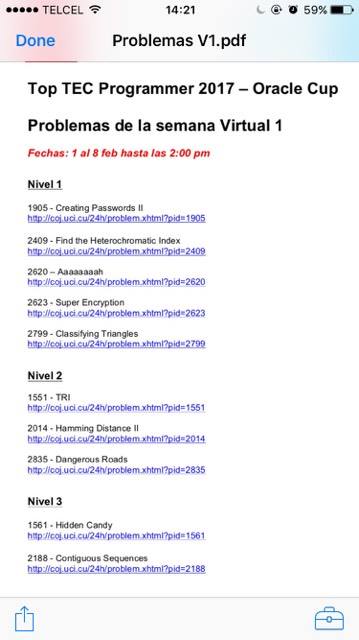 TELCEL 14:21 59%
Done Problemas V1.pdf
Top TEC Programmer 2017 – Oracle Cup
Problemas de la semana Virtual 1
Fechas: 1 al 8 feb hasta las 2:00 pm
Nivel 1
1905 - Creating Passwords II
http://coj.uci.cu/24h/problem.xhtml?pid=1905
2409 - Find the Heterochromatic Index
http://coj.uci.cu/24h/problem.xhtml?pid=2409
2620 – Aaaaaaaah
http://coj.uci.cu/24h/problem.xhtml?pid=2620
2623 - Super Encryption
http://coj.uci.cu/24h/problem.xhtml?pid=2623
2799 - Classifying Triangles
http://coj.uci.cu/24h/problem.xhtml?pid=2799
Nivel 2
1551 - TRI
http://coj.uci.cu/24h/problem.xhtml?pid=1551
2014 - Hamming Distance II
http://coj.uci.cu/24h/problem.xhtml?pid=2014
2835 - Dangerous Roads
http://coj.uci.cu/24h/problem.xhtml?pid=2835
Nivel 3
1561 - Hidden Candy
http://coj.uci.cu/24h/problem.xhtml?pid=1561
2188 - Contiguous Sequences
http://coj.uci.cu/24h/problem.xhtml?pid=2188